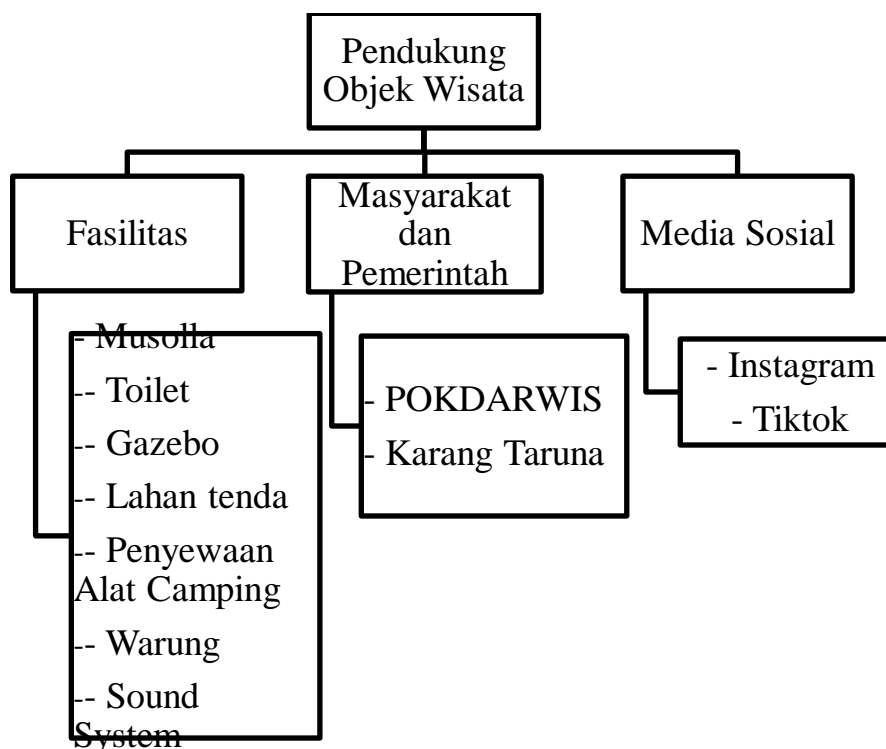 Pendukung
Objek Wisata
Fasilitas
Masyarakat
dan
Pemerintah
Media Sosial
- Musolla
-- Toilet
-- Gazebo
-- Lahan tenda
-- Penyewaan
Alat Camping
-- Warung
-- Sound
System
- POKDARWIS
- Karang Taruna
- Instagram
- Tiktok